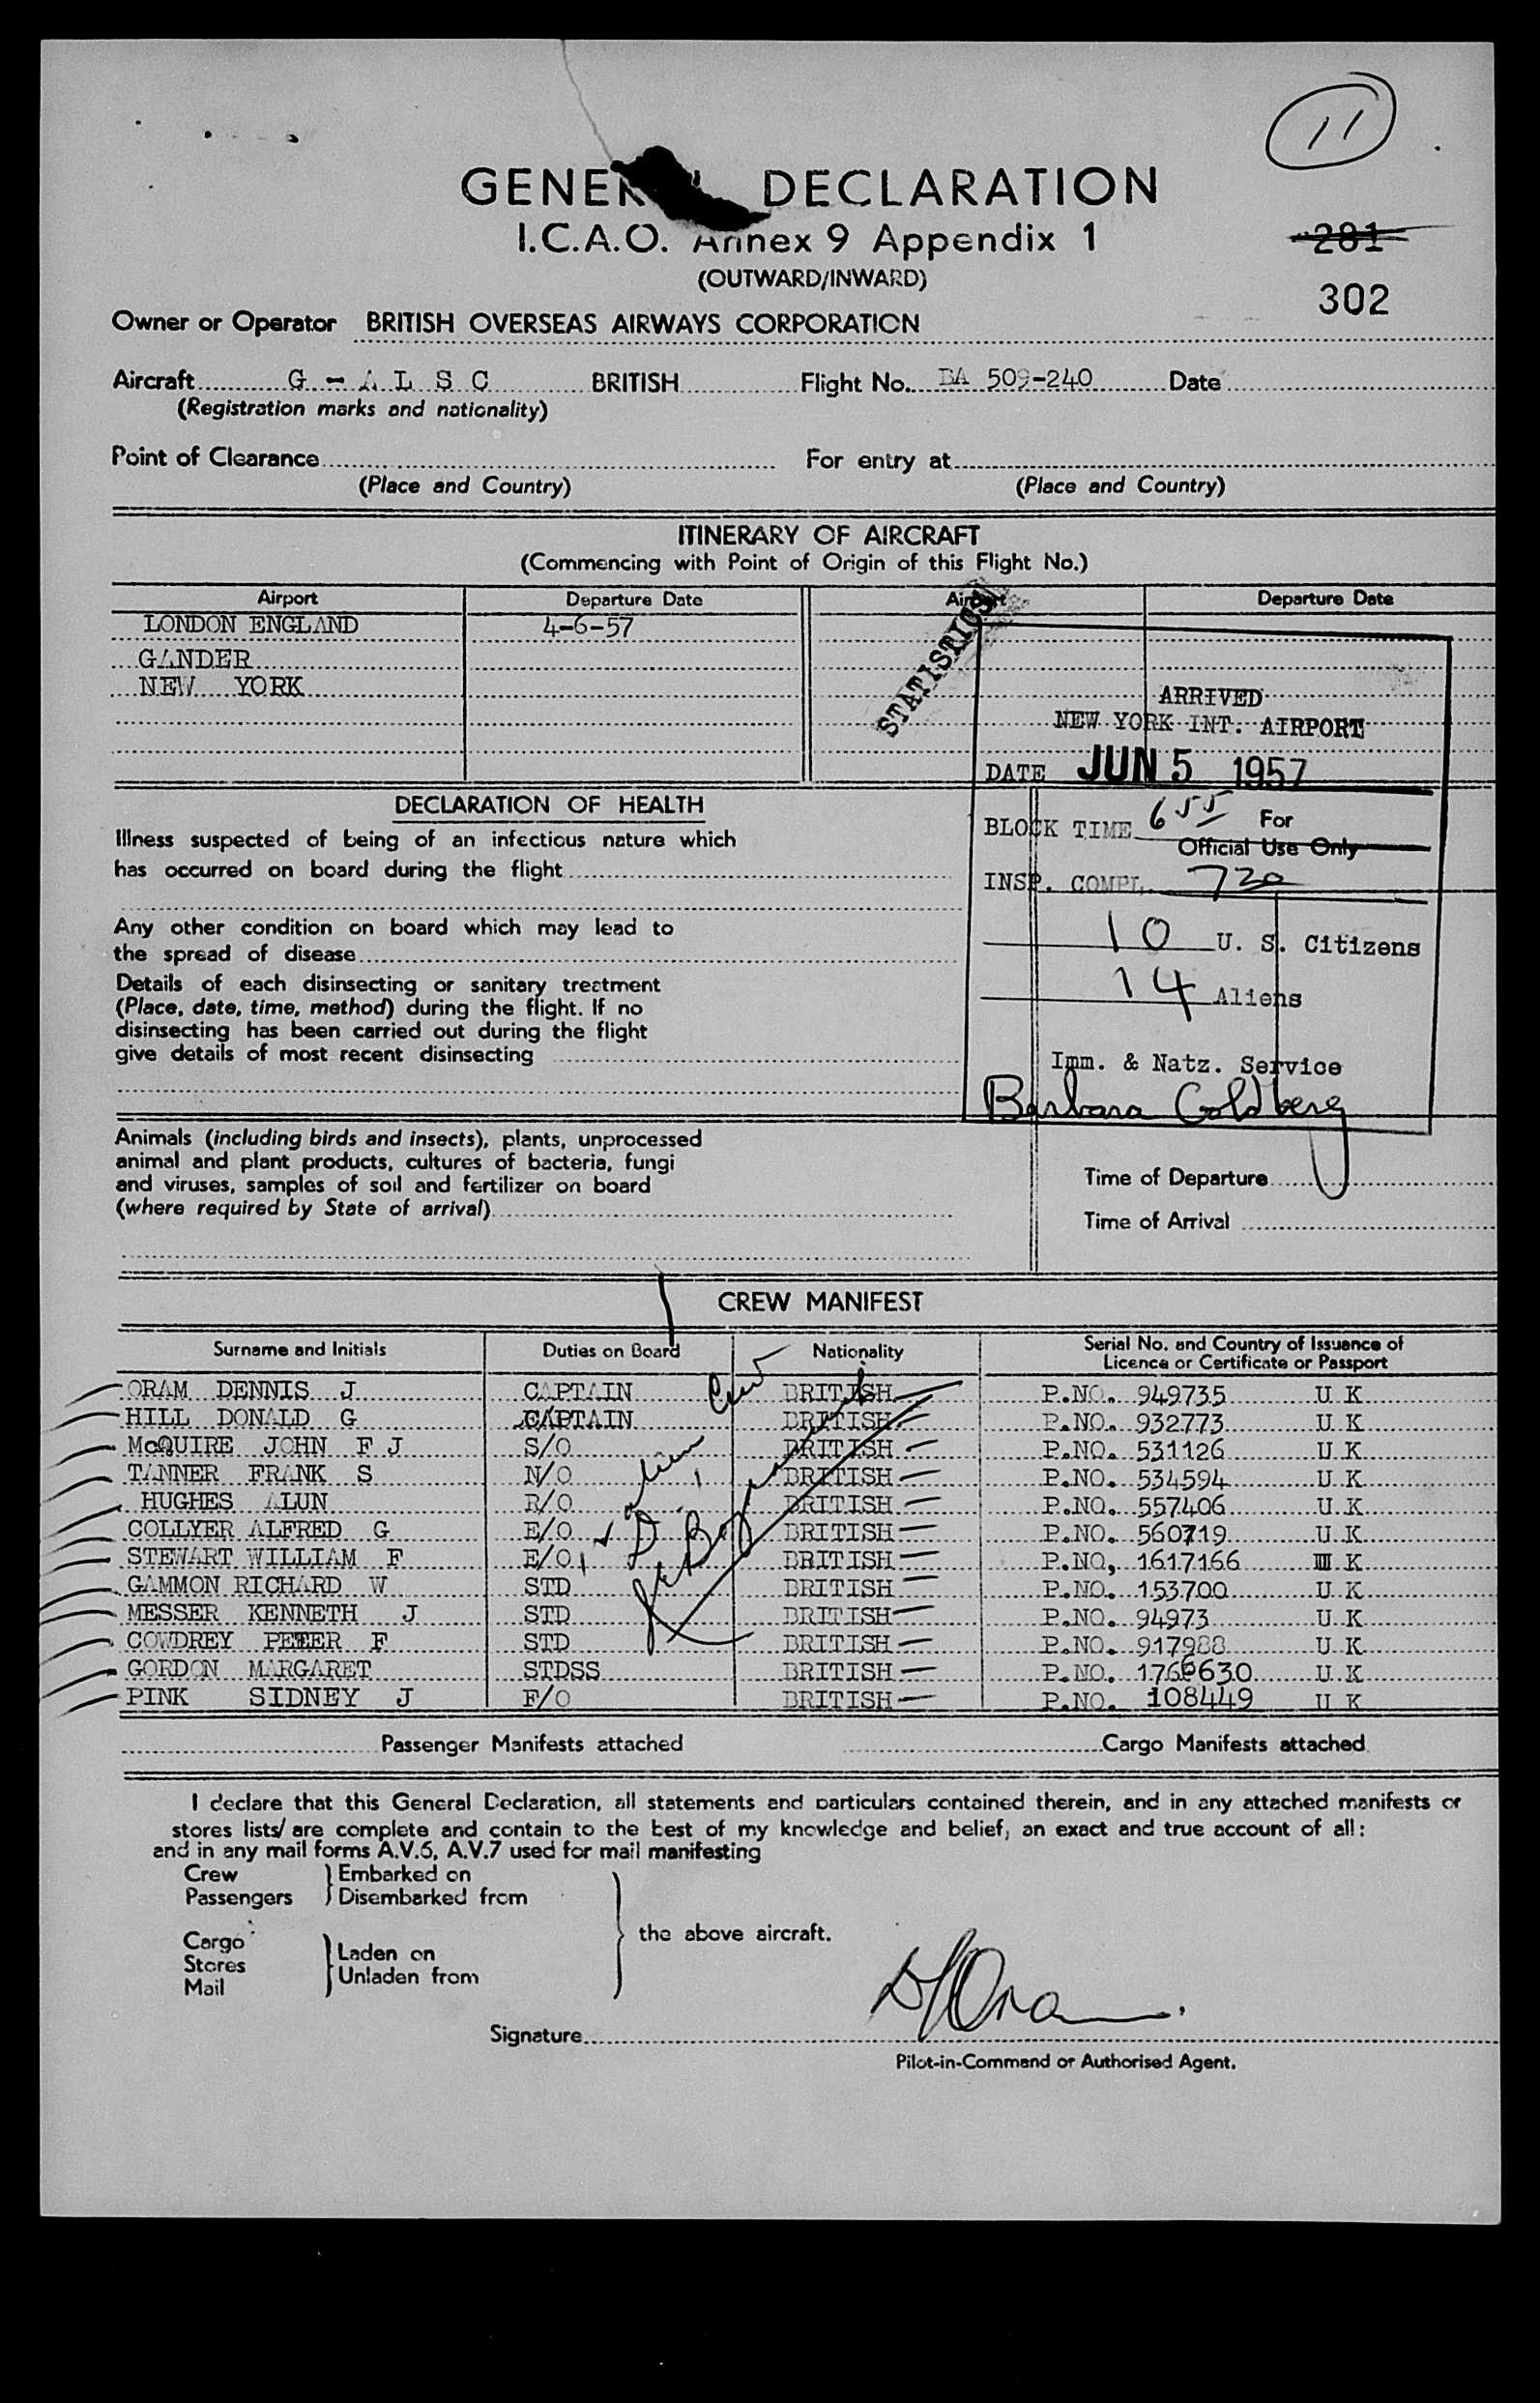 11
GENERAL DECLARATION
I.C.A.O. Annex 9 Appendix 1
281
(OUTWARD/INWARD)
302
Owner or Operator BRITISH OVERSEAS AIRWAYS CORPORATION
Aircraft G - A L S C BRITISH Flight No. BA 509-240 Date
(Registration marks and nationality)
Point of Clearance For entry at
(Place and Country) (Place and Country)
ITINERARY OF AIRCRAFT
(Commencing with Point of Origin of this Flight No.)
Airport Departure Date Airport Departure Date
LONDON ENGLAND 4-6-57
GANDER
NEW YORK
STATISTICS
ARRIVED
NEW YORK INT. AIRPORT
DATE JUN 5 1957
BLOCK TIME 655
For
Official Use Only
INSP. COMPL. 720
10 U. S. Citizens
14 Aliens
Imm. & Natz. Service
Barbara Goldberg
DECLARATION OF HEALTH
Illness suspected of being of an infectious nature which
has occurred on board during the flight
Any other condition on board which may lead to
the spread of disease
Details of each disinsecting or sanitary treatment
(Place, date, time, method) during the flight. If no
disinsecting has been carried out during the flight
give details of most recent disinsecting
Animals (including birds and insects), plants, unprocessed
animal and plant products, cultures of bacteria, fungi
and viruses, samples of soil and fertilizer on board
(where required by State of arrival)
Time of Departure
Time of Arrival
CREW MANIFEST
Surname and Initials Duties on Board Nationality Serial No. and Country of Issuance of
Licence or Certificate or Passport
ORAM DENNIS J CAPTAIN BRITISH P.NO. 949735 U K
HILL DONALD G CAPTAIN BRITISH P.NO. 932773 U K
McQUIRE JOHN F J S/O BRITISH P.NO. 531126 U K
TANNER FRANK S N/O BRITISH P.NO. 534594 U K
HUGHES ALUN R/O BRITISH P.NO. 557406 U K
COLLYER ALFRED G E/O BRITISH P.NO. 560719 U K
STEWART WILLIAM F E/O BRITISH P.NO, 1617166 U K
GAMMON RICHARD W STD BRITISH P.NO. 153700 U K
MESSER KENNETH J STD BRITISH P.NO. 94973 U K
COWDREY PETER F STD BRITISH P.NO. 917988 U K
GORDON MARGARET STDSS BRITISH P.NO. 1766630 U K
PINK SIDNEY J F/O BRITISH P.NO. 108449 U K
Passenger Manifests attached Cargo Manifests attached
I declare that this General Declaration, all statements and particulars contained therein, and in any attached manifests or
stores lists/ are complete and contain to the best of my knowledge and belief, an exact and true account of all:
and in any mail forms A.V.6, A.V.7 used for mail manifesting
Crew Embarked on
Passengers Disembarked from
the above aircraft.
Cargo
Stores
Mail
Laden on
Unladen from
DJOram
Signature
Pilot-in-Command or Authorised Agent.